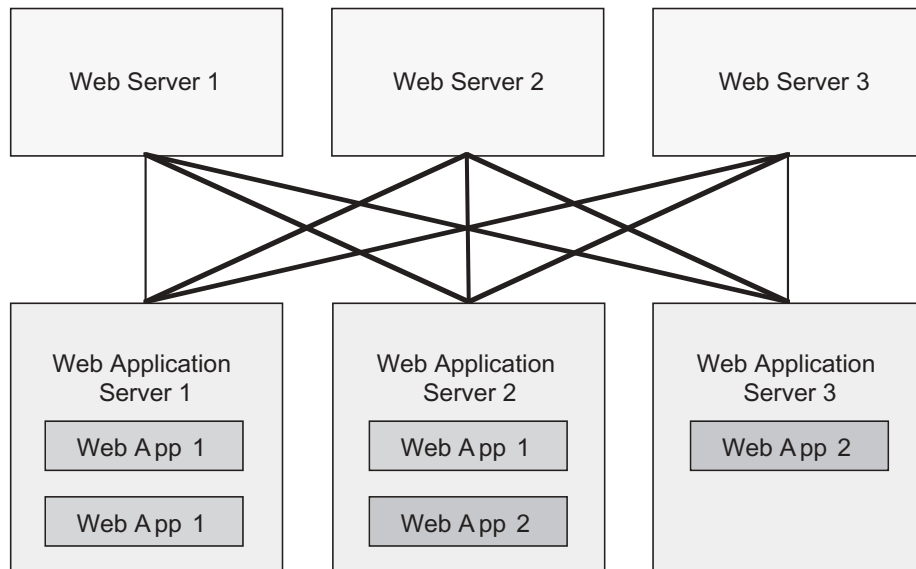 Web Server 1
Web Server 2
Web Server 3
Web Application
Server 1
Web App 1
Web App 1
Web Application
Server 2
Web App 1
Web App 2
Web Application
Server 3
Web App 2